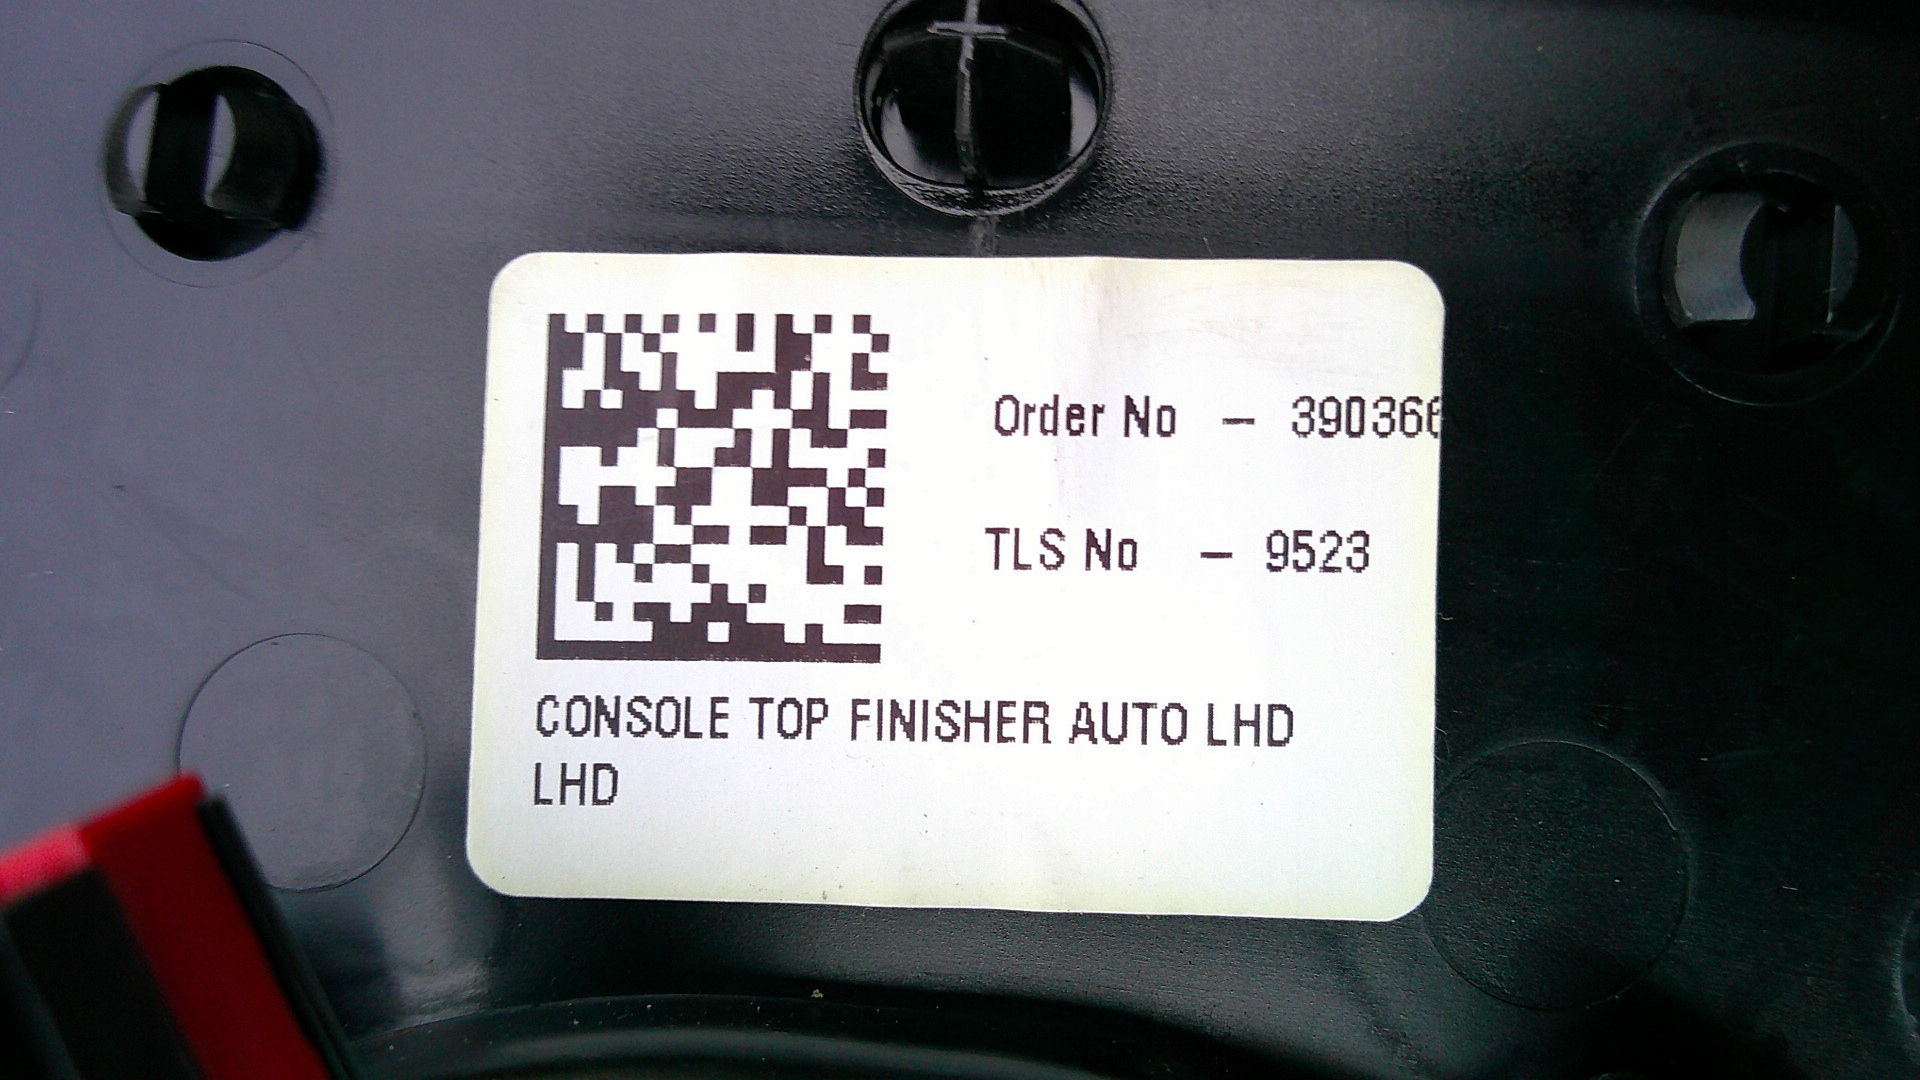 Order No – 390366
TLS No – 9523
CONSOLE TOP FINISHER AUTO LHD
LHD